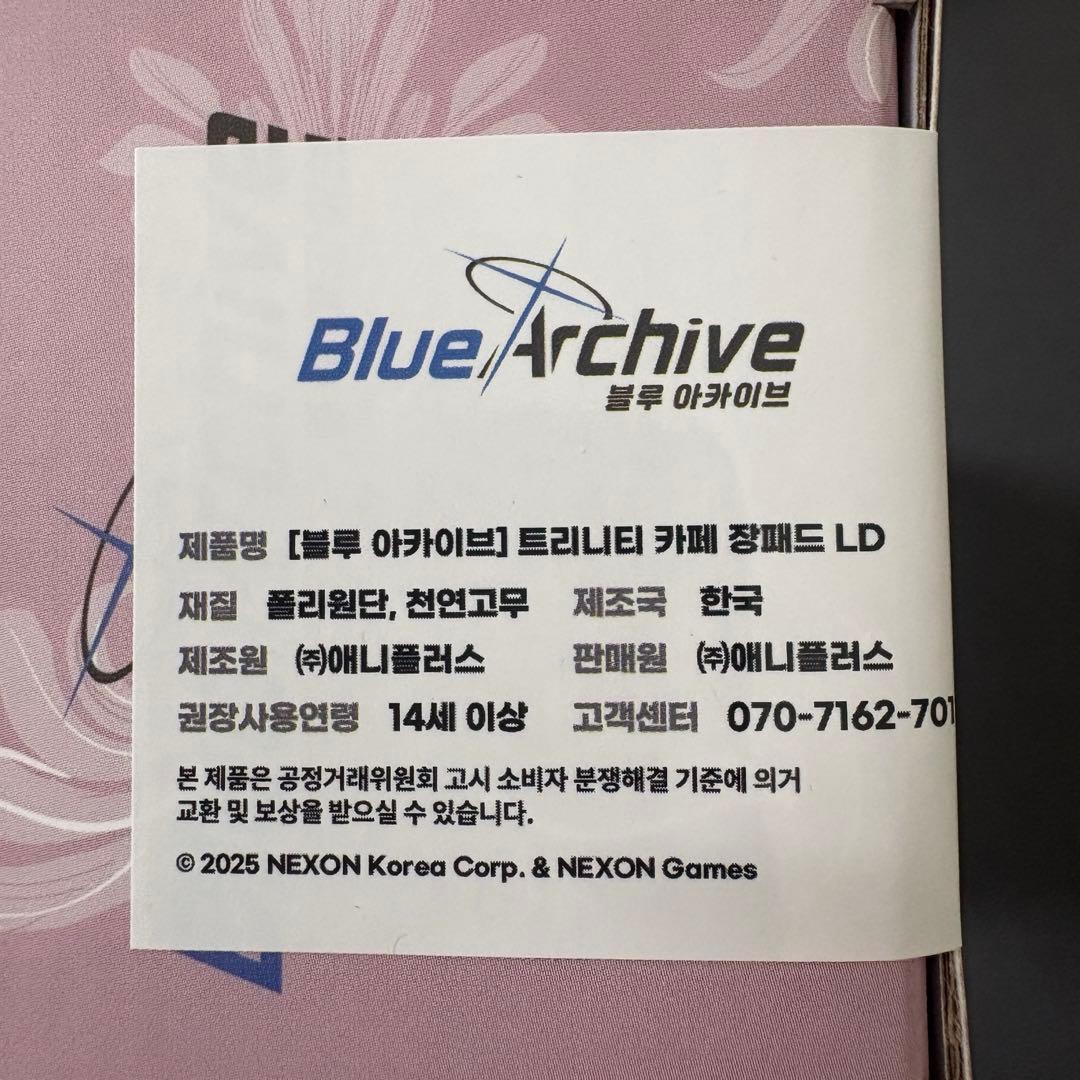 Blue Archive
블루 아카이브
제품명 [블루 아카이브] 트리니티 카페 장패드 LD
재질 폴리원단, 천연고무 제조국 한국
제조원 ㈜애니플러스 판매원 ㈜애니플러스
권장사용연령 14세 이상 고객센터 070-7162-701
본 제품은 공정거래위원회 고시 소비자 분쟁해결 기준에 의거
교환 및 보상을 받으실 수 있습니다.
© 2025 NEXON Korea Corp. & NEXON Games